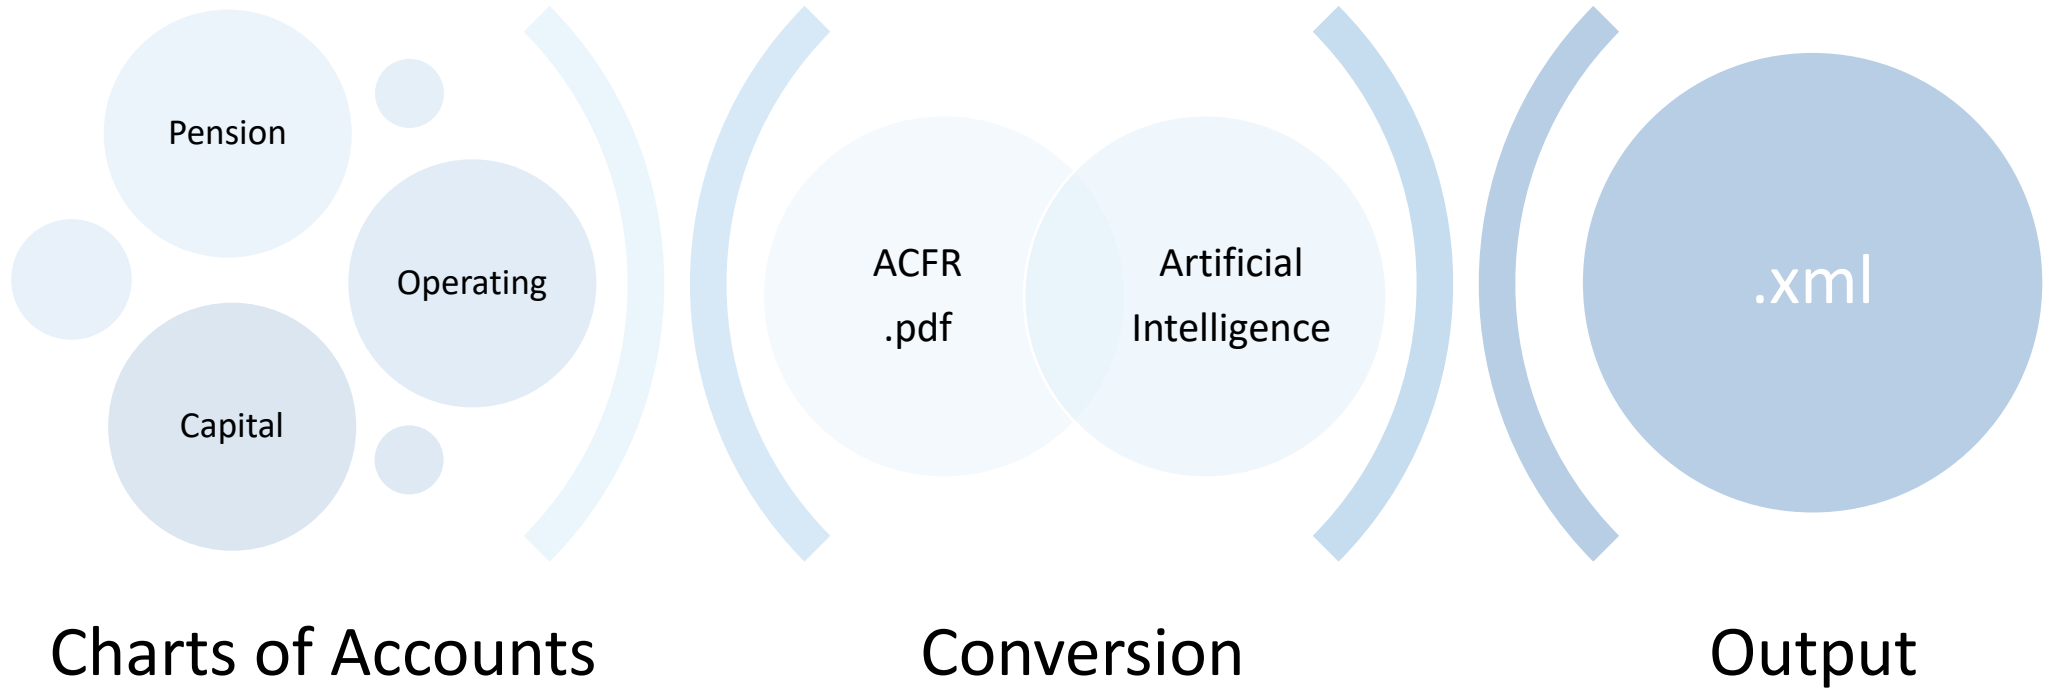 Pension
Operating
Capital
Charts of Accounts
ACFR
.pdf
Artificial
Intelligence
Conversion
.xml
Output